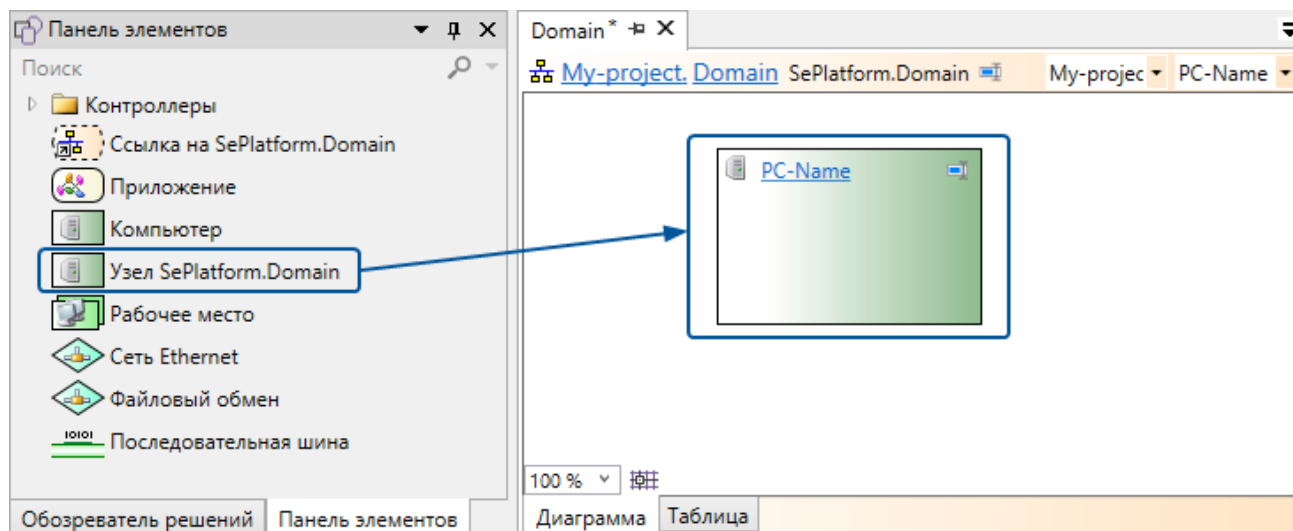 Панель элементов
Поиск
Контроллеры
Ссылка на SePlatform.Domain
Приложение
Компьютер
Узел SePlatform.Domain
Рабочее место
Сеть Ethernet
Файловый обмен
10101 Последовательная шина
Обозреватель решений Панель элементов
Domain*
My-project. Domain SePlatform.Domain My-projec PC-Name
PC-Name
100 %
Диаграмма Таблица